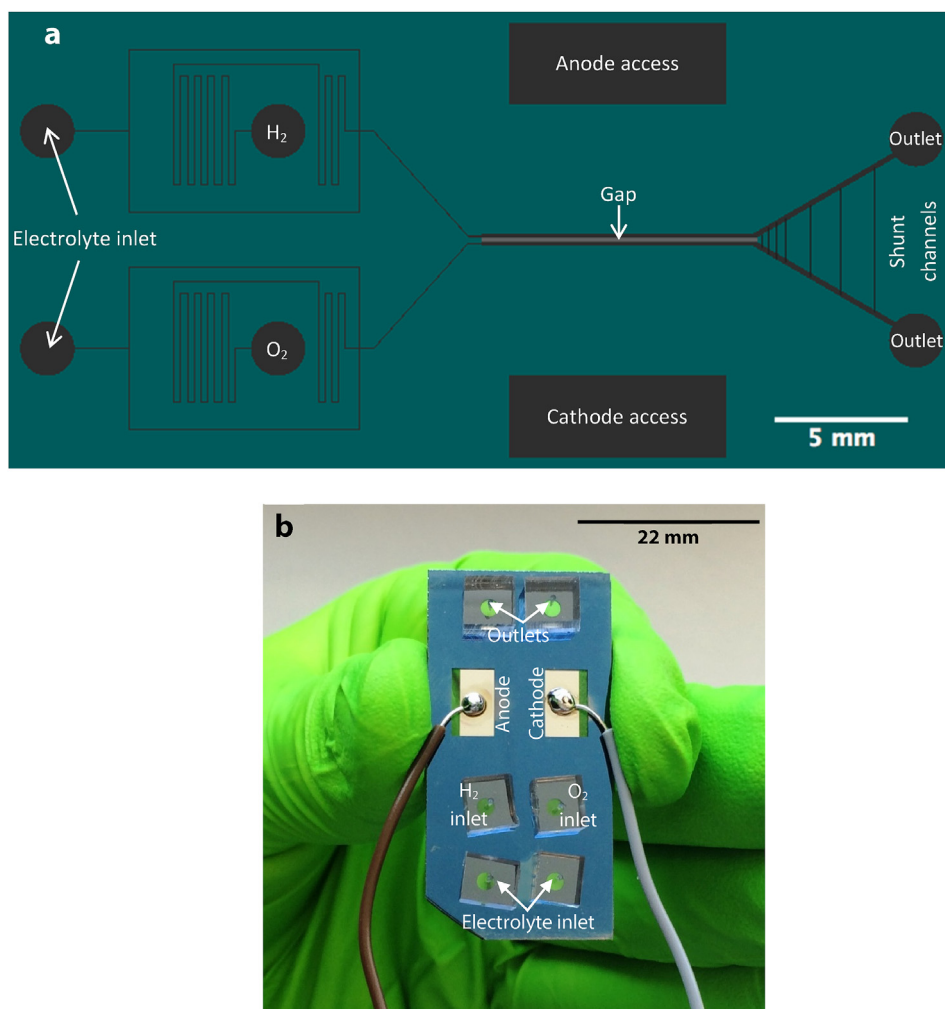 a
Anode access
H₂
Outlet
Gap
Electrolyte inlet
Shunt
channels
O₂
Outlet
Cathode access
5 mm
b
22 mm
Outlets
Anode
Cathode
H₂
inlet
O₂
inlet
Electrolyte inlet